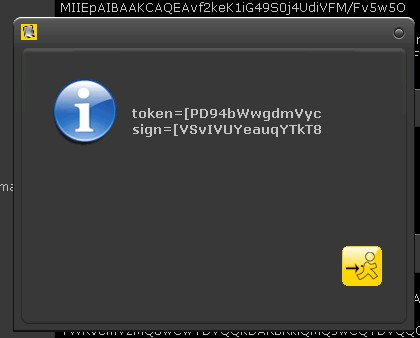 MIIEpAIBAAKCAQEAvf2keK1iG49S0j4UdiVFM/Fv5w5O
token=[PD94bWwgdmVyc
sign=[VSvIVUYeauqYTkT8